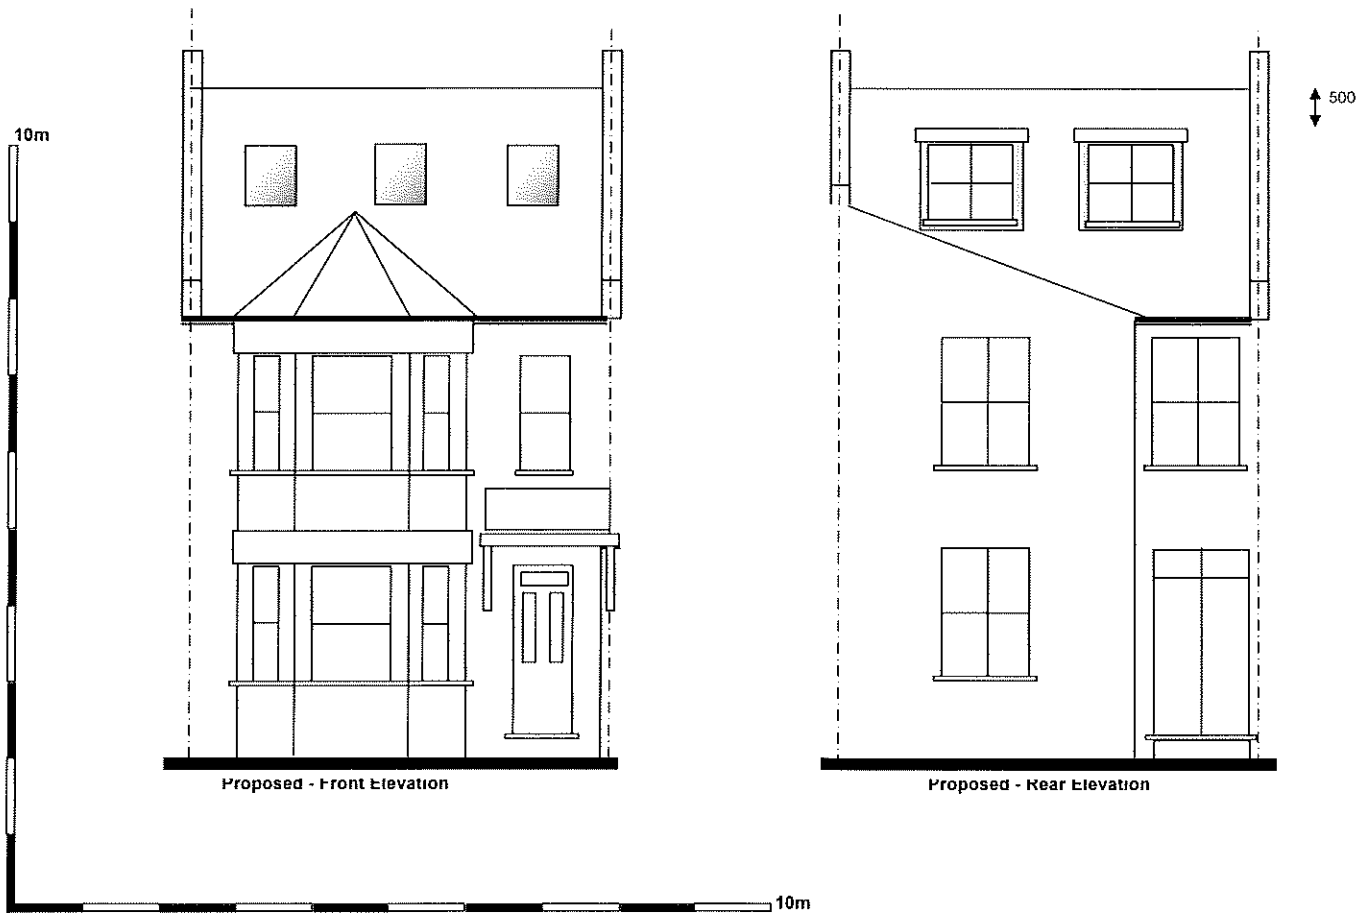 10m
500
Proposed - Front Elevation
Proposed - Rear Elevation
10m